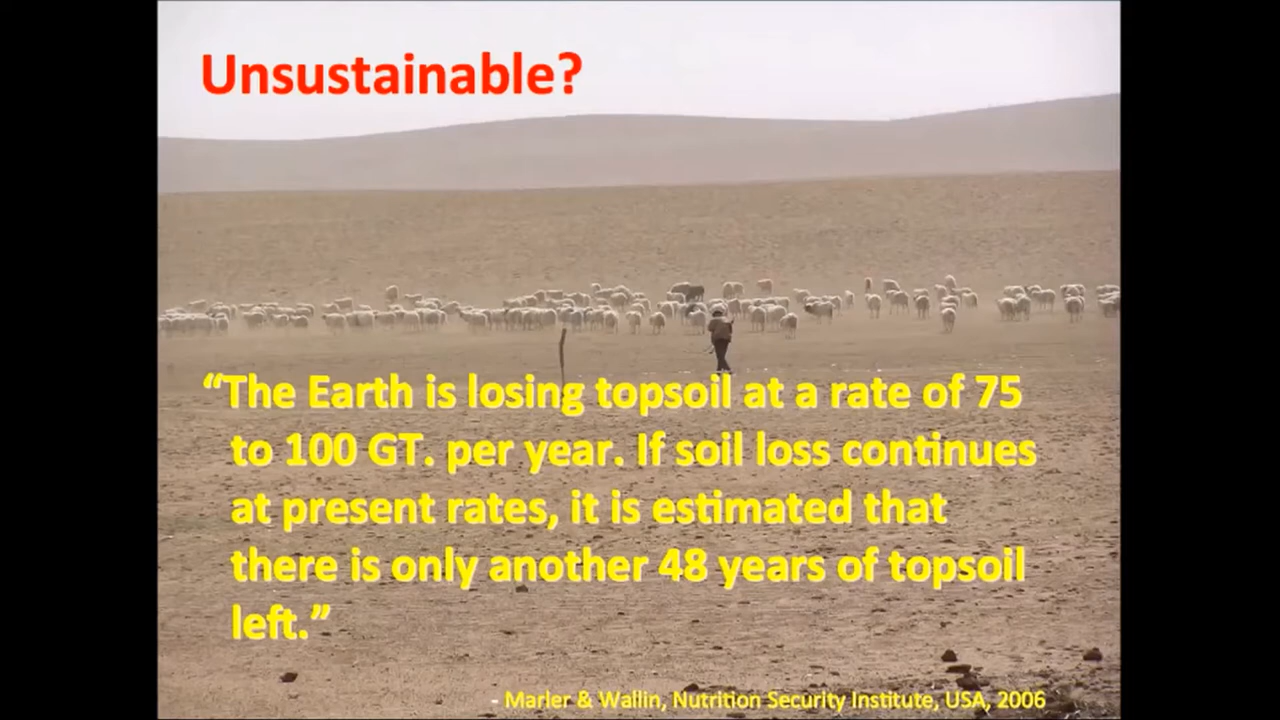 Unsustainable?
“The Earth is losing topsoil at a rate of 75
to 100 GT. per year. If soil loss continues
at present rates, it is estimated that
there is only another 48 years of topsoil
left.”
- Marler & Wallin, Nutrition Security Institute, USA, 2006